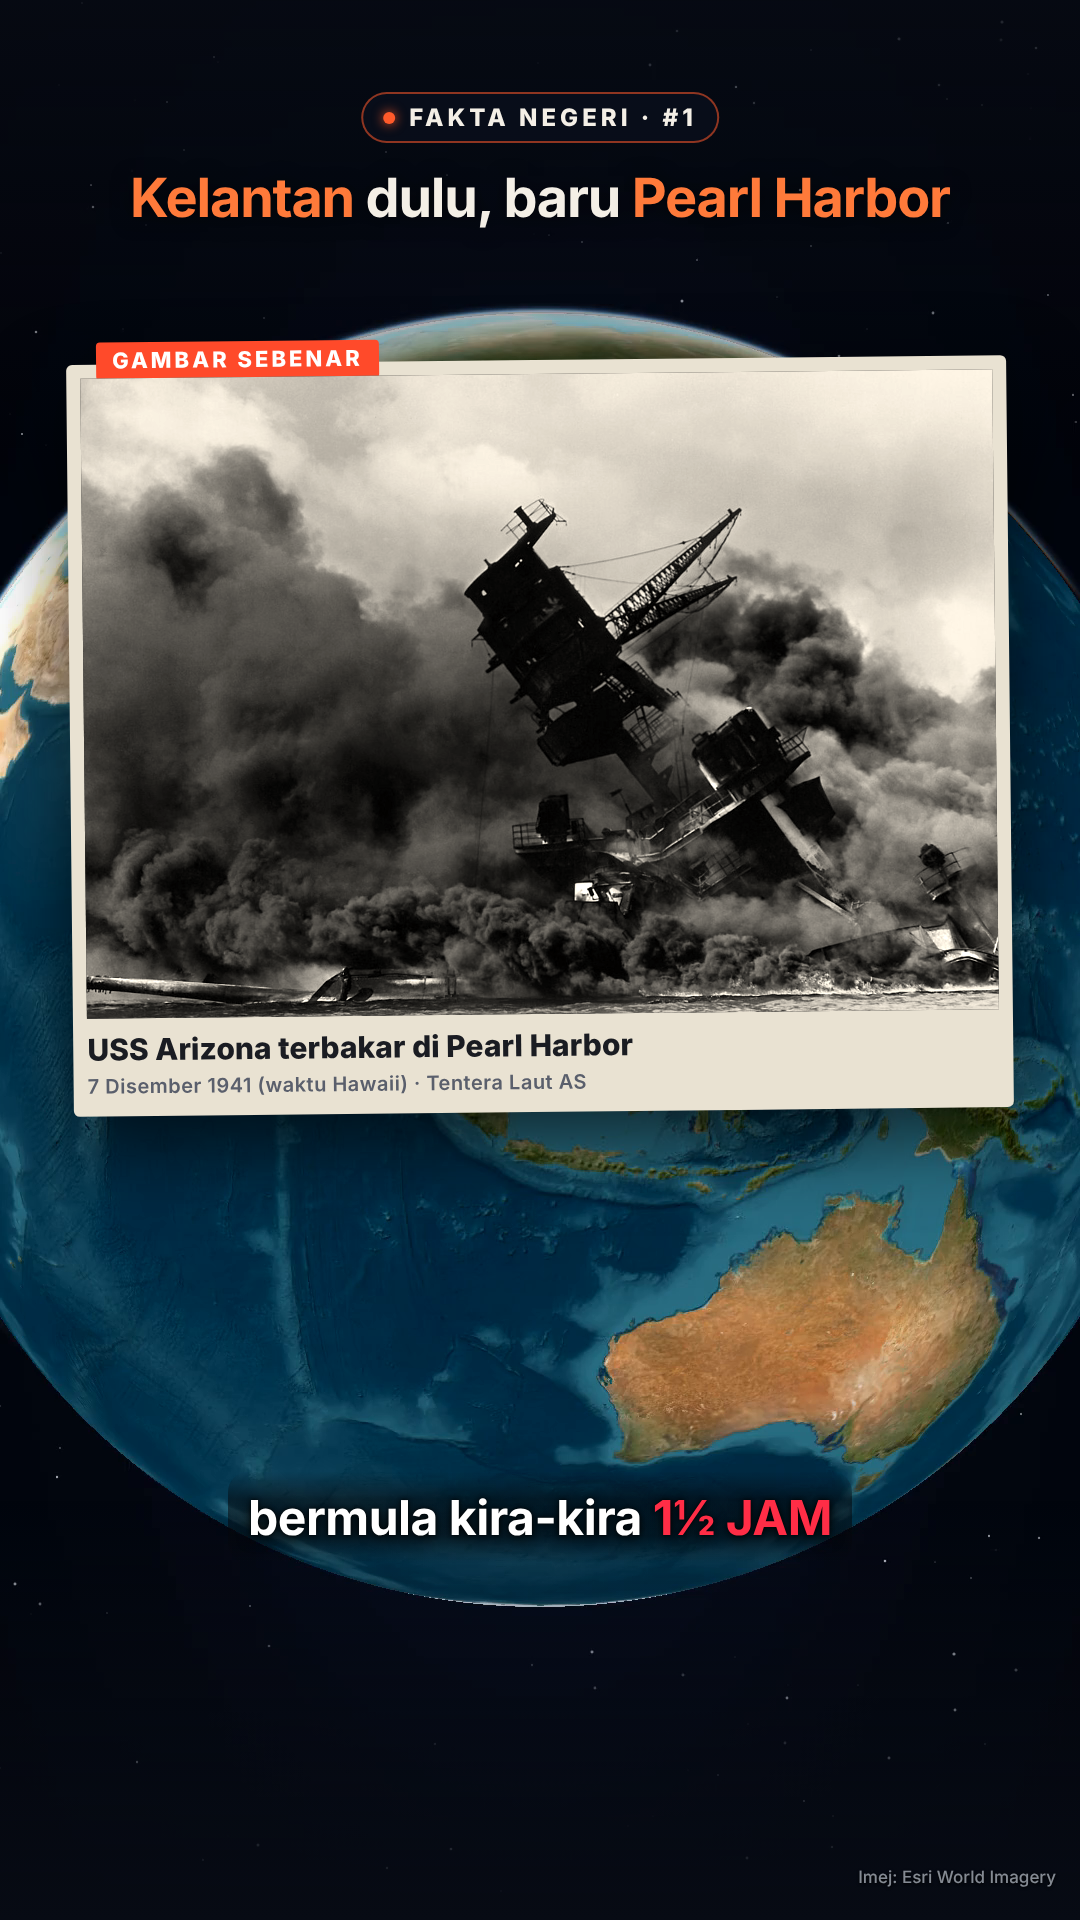 FAKTA NEGERI · #1
Kelantan dulu, baru Pearl Harbor
GAMBAR SEBENAR
USS Arizona terbakar di Pearl Harbor
7 Disember 1941 (waktu Hawaii) · Tentera Laut AS
bermula kira-kira 1½ JAM
Imej: Esri World Imagery